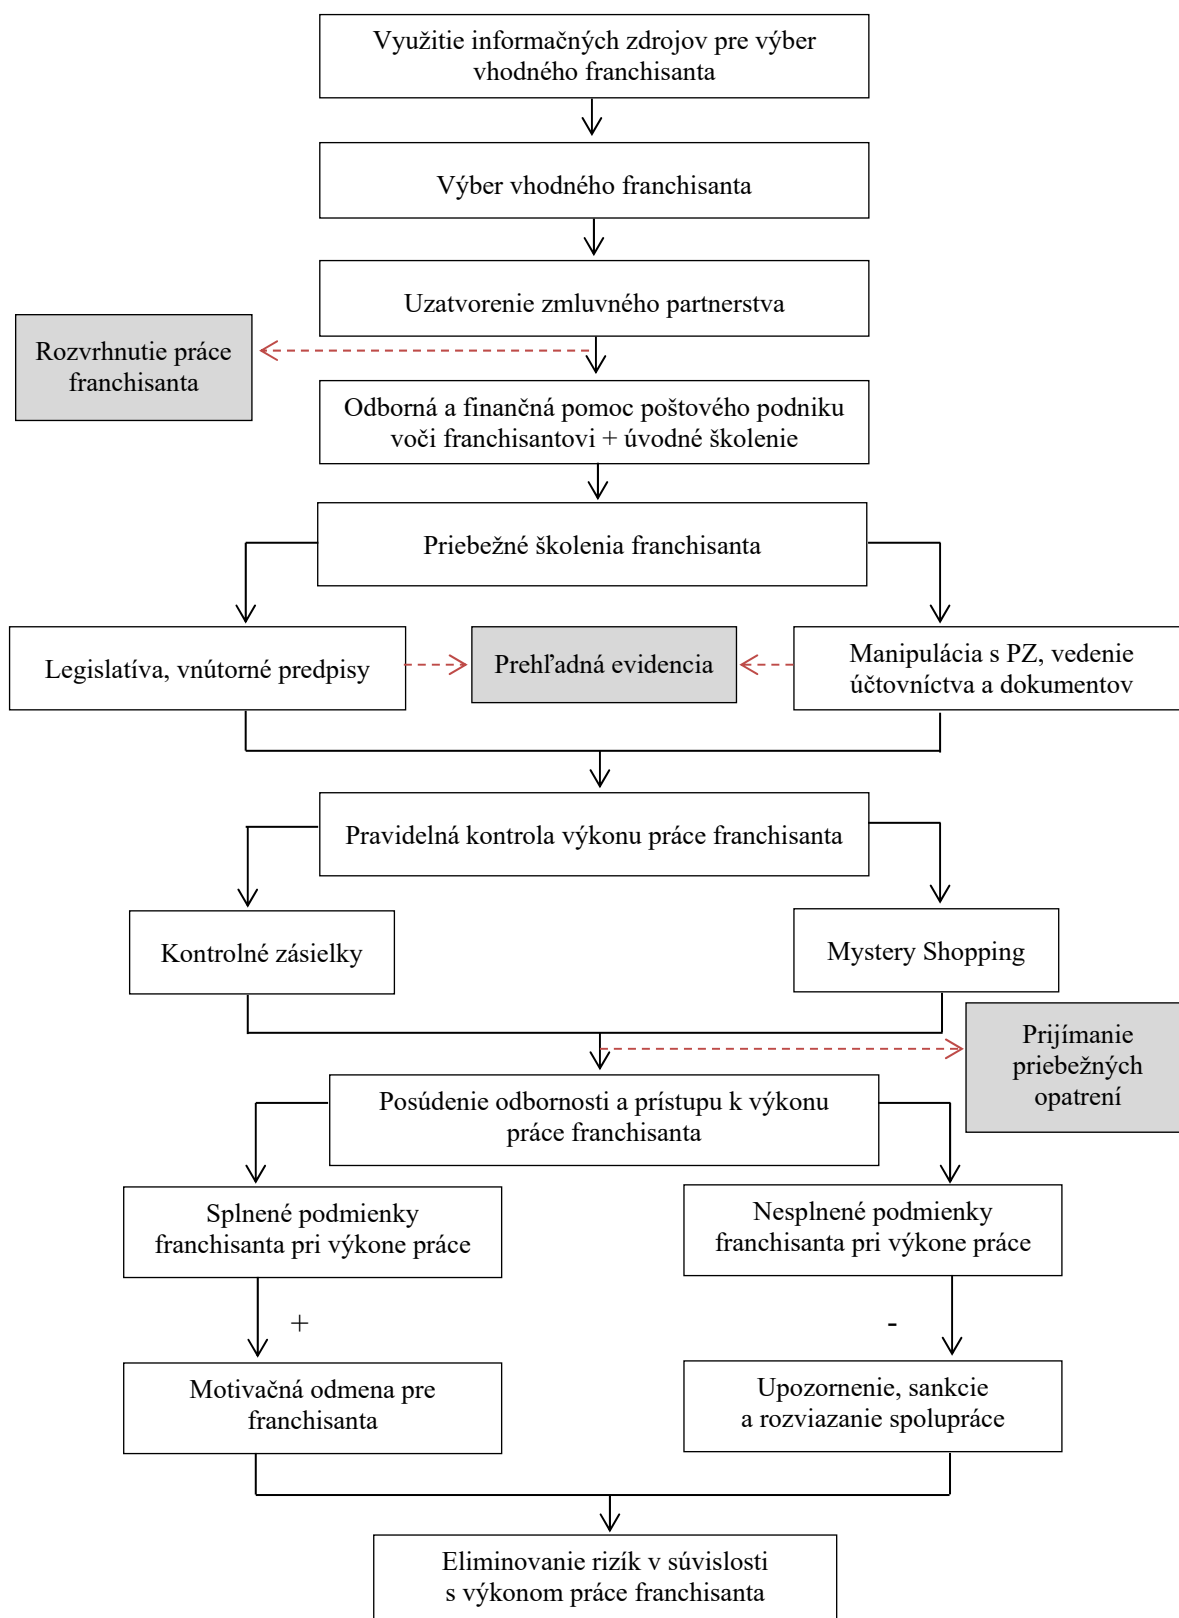 Využitie informačných zdrojov pre výber
vhodného franchisanta
Výber vhodného franchisanta
Uzatvorenie zmluvného partnerstva
Rozvrhnutie práce
franchisanta
Odborná a finančná pomoc poštového podniku
voči franchisantovi + úvodné školenie
Priebežné školenia franchisanta
Legislatíva, vnútorné predpisy
Prehľadná evidencia
Manipulácia s PZ, vedenie
účtovníctva a dokumentov
Pravidelná kontrola výkonu práce franchisanta
Kontrolné zásielky
Mystery Shopping
Prijímanie
priebežných
opatrení
Posúdenie odbornosti a prístupu k výkonu
práce franchisanta
Splnené podmienky
franchisanta pri výkone práce
Nesplnené podmienky
franchisanta pri výkone práce
+
-
Motivačná odmena pre
franchisanta
Upozornenie, sankcie
a rozviazanie spolupráce
Eliminovanie rizík v súvislosti
s výkonom práce franchisanta